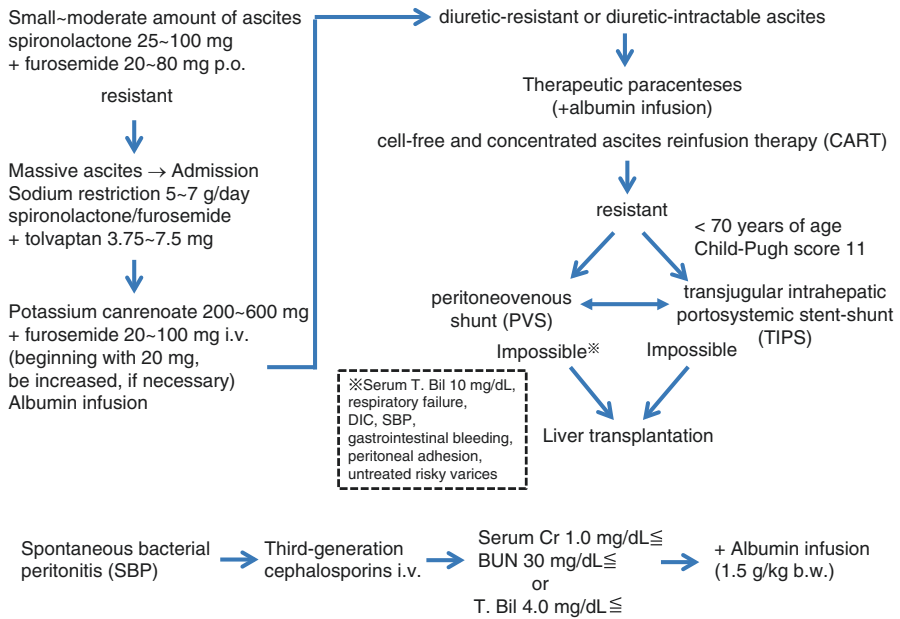 Small~moderate amount of ascites
spironolactone 25~100 mg
+ furosemide 20~80 mg p.o.
resistant
Massive ascites → Admission
Sodium restriction 5~7 g/day
spironolactone/furosemide
+ tolvaptan 3.75~7.5 mg
Potassium canrenoate 200~600 mg
+ furosemide 20~100 mg i.v.
(beginning with 20 mg,
be increased, if necessary)
Albumin infusion
diuretic-resistant or diuretic-intractable ascites
Therapeutic paracenteses
(+albumin infusion)
cell-free and concentrated ascites reinfusion therapy (CART)
resistant
< 70 years of age
Child-Pugh score 11
peritoneovenous
shunt (PVS)
transjugular intrahepatic
portosystemic stent-shunt
(TIPS)
Impossible※
Impossible
※Serum T. Bil 10 mg/dL,
respiratory failure,
DIC, SBP,
gastrointestinal bleeding,
peritoneal adhesion,
untreated risky varices
Liver transplantation
Spontaneous bacterial
peritonitis (SBP)
Third-generation
cephalosporins i.v.
Serum Cr 1.0 mg/dL≦
BUN 30 mg/dL≦
or
T. Bil 4.0 mg/dL≦
+ Albumin infusion
(1.5 g/kg b.w.)